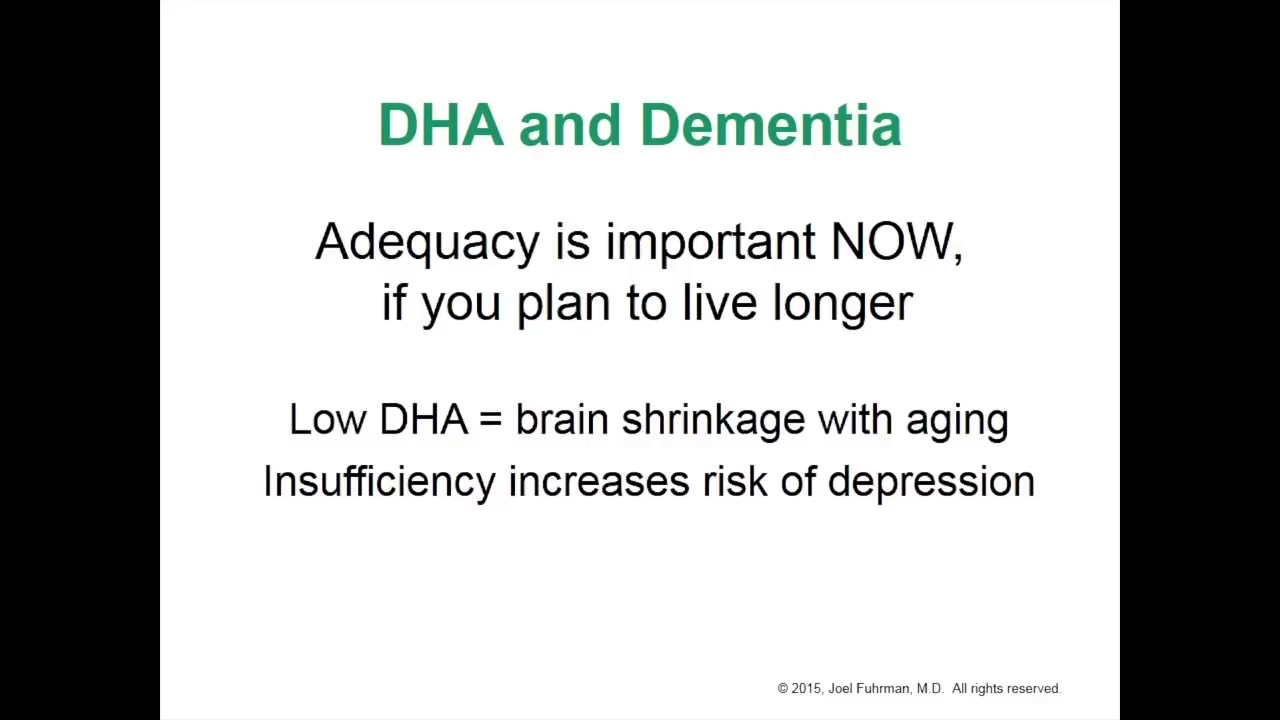 DHA and Dementia
Adequacy is important NOW,
if you plan to live longer
Low DHA = brain shrinkage with aging
Insufficiency increases risk of depression
© 2015, Joel Fuhrman, M.D.  All rights reserved.